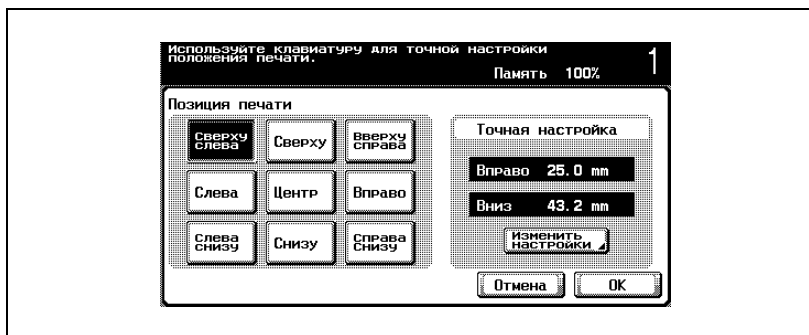 Используйте клавиатуру для точной настройки
положения печати.
Память 100%
1
Позиция печати
Сверху
слева
Сверху
Вверху
справа
Слева
Центр
Вправо
Слева
снизу
Снизу
Справа
Снизу
Точная настройка
Вправо 25.0 mm
Вниз 43.2 mm
Изменить
настройки
Отмена
OK